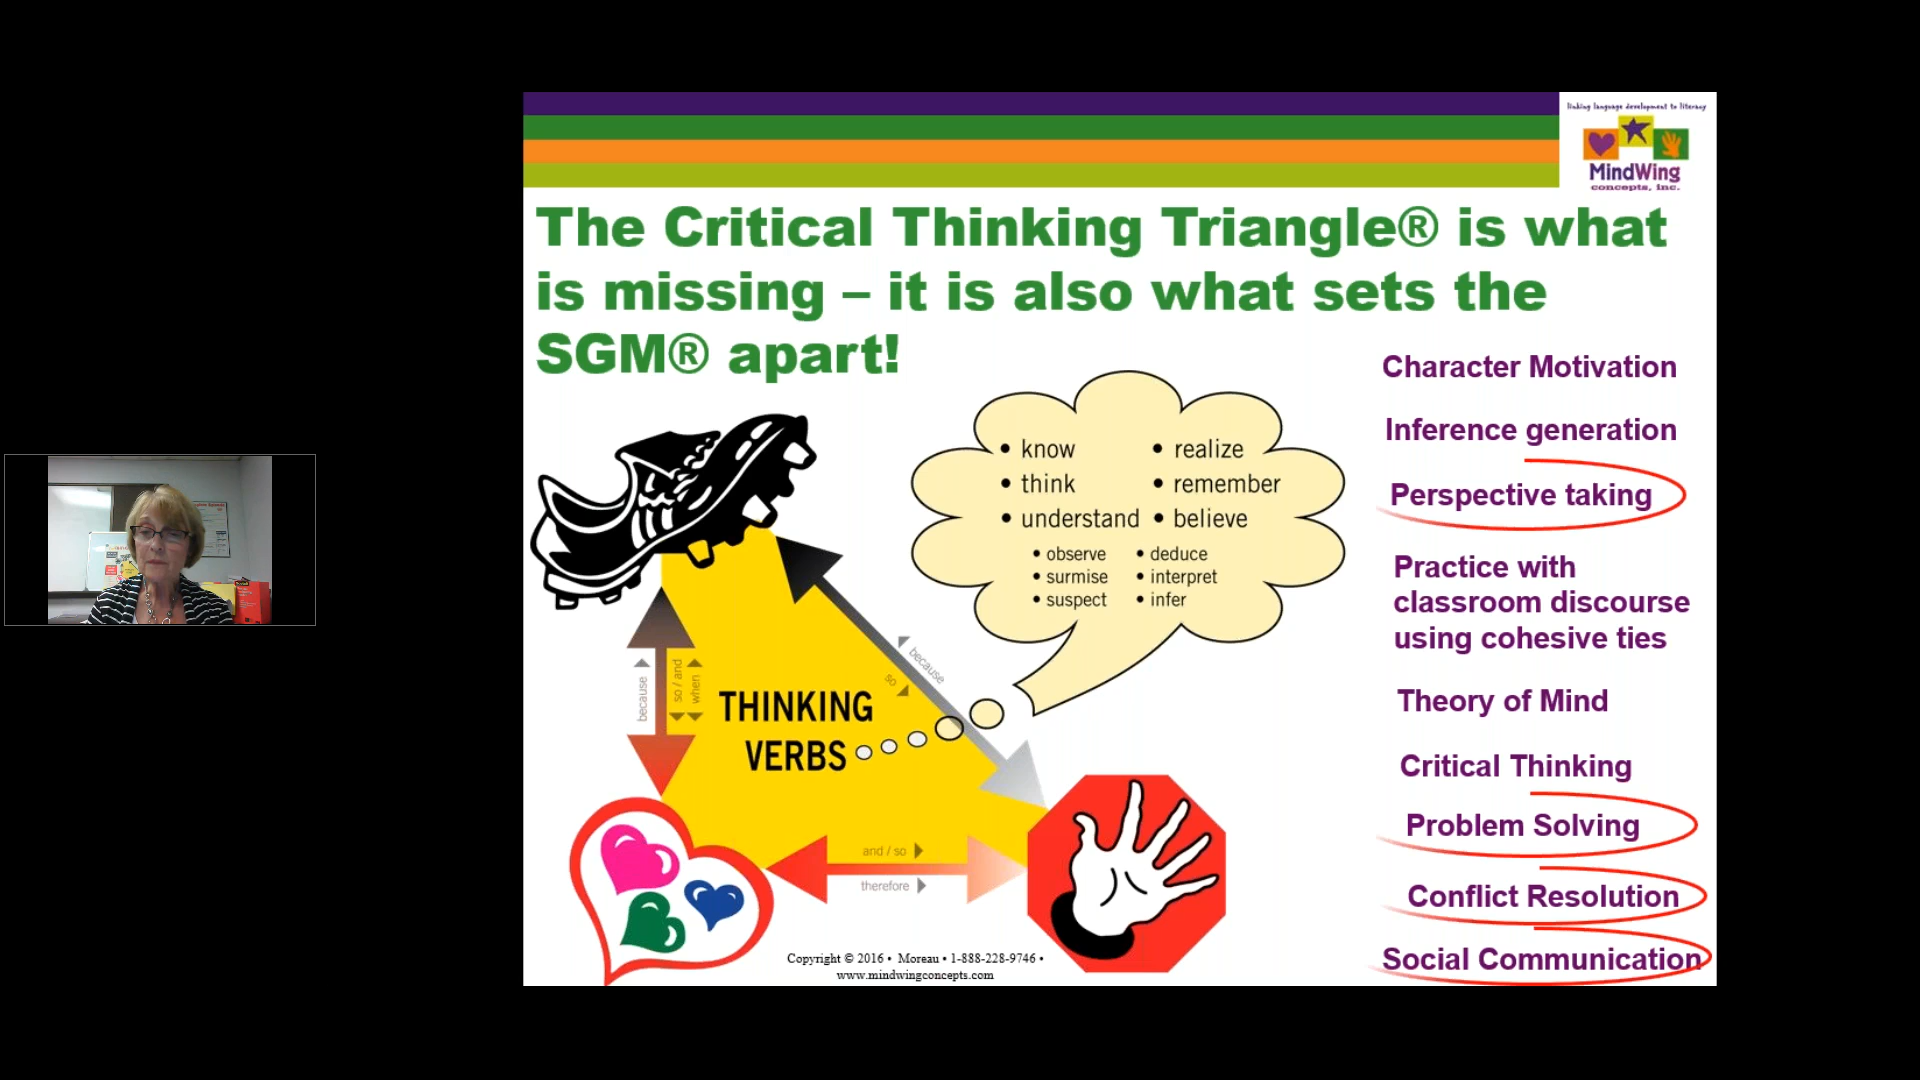 linking language development to literacy
MindWing
concepts, inc.
The Critical Thinking Triangle® is what
is missing – it is also what sets the
SGM® apart!
Character Motivation
Inference generation
Perspective taking
Practice with
classroom discourse
using cohesive ties
Theory of Mind
Critical Thinking
Problem Solving
Conflict Resolution
Social Communication
• know • realize
• think • remember
• understand • believe
• observe • deduce
• surmise • interpret
• suspect • infer
because
so
because
so / and
when
THINKING
VERBS
and / so
therefore
Copyright © 2016 • Moreau • 1-888-228-9746 •
www.mindwingconcepts.com